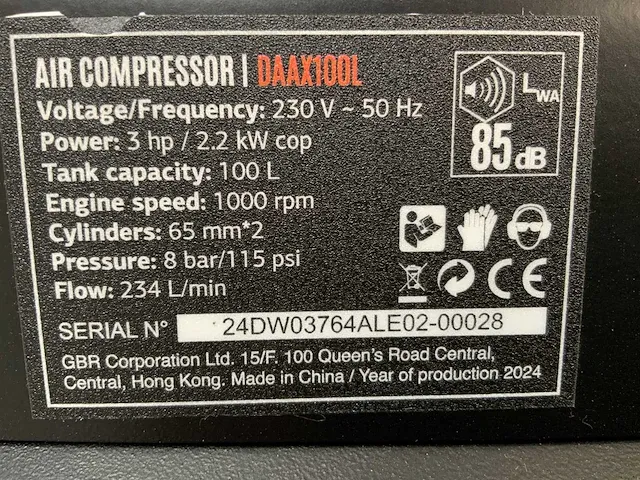 AIR COMPRESSOR | DAAX100L
Voltage/Frequency: 230 V ~ 50 Hz
Power: 3 hp / 2.2 kW cop
Tank capacity: 100 L
Engine speed: 1000 rpm
Cylinders: 65 mm*2
Pressure: 8 bar/115 psi
Flow: 234 L/min
LWA
85 dB
CE
SERIAL N° 24DW03764ALE02-00028
GBR Corporation Ltd. 15/F, 100 Queen's Road Central,
Central, Hong Kong. Made in China / Year of production 2024